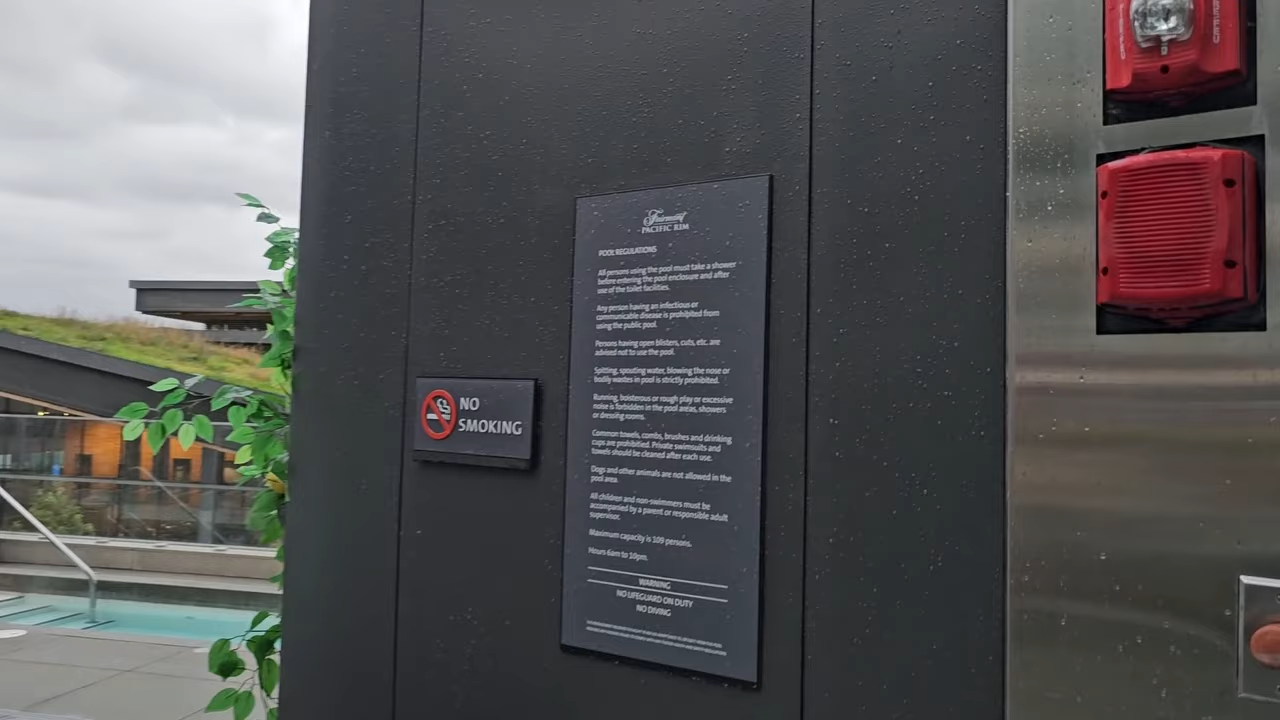 Fairmont
PACIFIC RIM
POOL REGULATIONS
All persons using the pool must take a shower
before entering the pool enclosure and after
use of the toilet facilities.
Any person having an infectious or
communicable disease is prohibited from
using the public pool.
Persons having open blisters, cuts, etc. are
advised not to use the pool.
Spitting, spouting water, blowing the nose or
bodily wastes in pool is strictly prohibited.
Running, boisterous or rough play or excessive
noise is forbidden in the pool areas, showers
or dressing rooms.
Common towels, combs, brushes and drinking
cups are prohibited. Private swimsuits and
towels should be cleaned after each use.
Dogs and other animals are not allowed in the
pool area.
All children and non-swimmers must be
accompanied by a parent or responsible adult
supervisor.
Maximum capacity is 109 persons.
Hours 6am to 10pm.
WARNING
NO LIFEGUARD ON DUTY
NO DIVING
NO
SMOKING